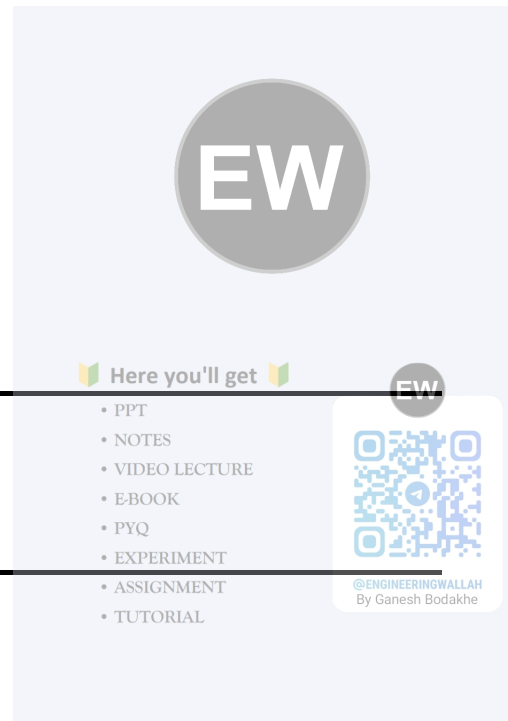 EW
Here you'll get
EW
• PPT
• NOTES
• VIDEO LECTURE
• E-BOOK
• PYQ
• EXPERIMENT
• ASSIGNMENT
• TUTORIAL
@ENGINEERINGWALLAH
By Ganesh Bodakhe